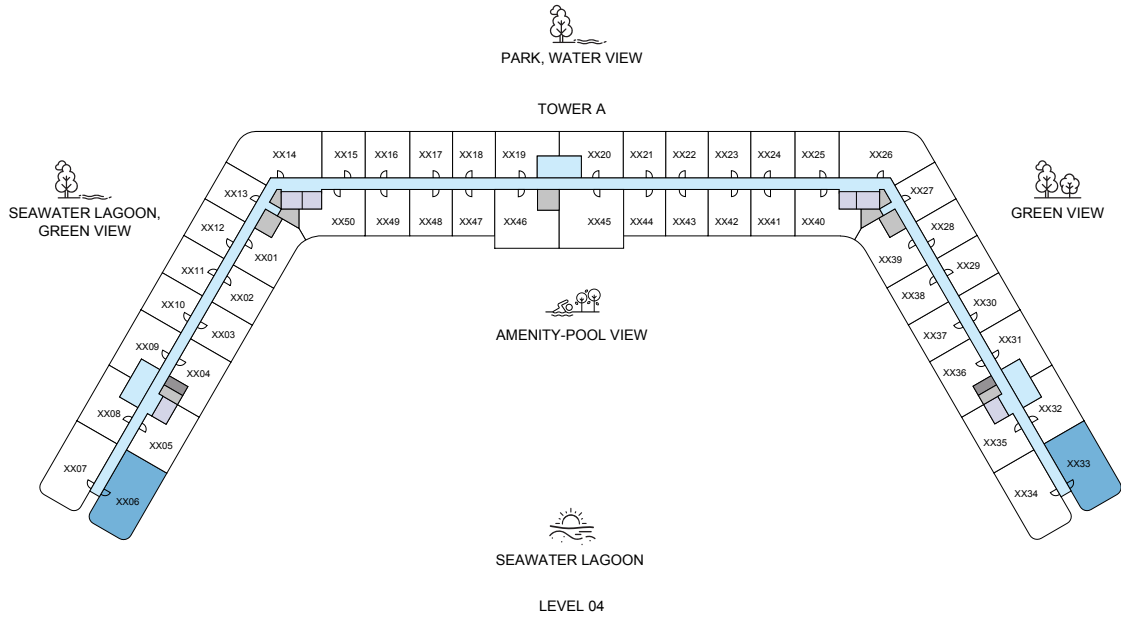 PARK, WATER VIEW
TOWER A
XX14
XX15
XX16
XX17
XX18
XX19
XX20
XX21
XX22
XX23
XX24
XX25
XX26
SEAWATER LAGOON,
GREEN VIEW
GREEN VIEW
XX13
XX12
XX11
XX10
XX09
XX08
XX07
XX50
XX49
XX48
XX47
XX46
XX45
XX44
XX43
XX42
XX41
XX40
XX27
XX28
XX29
XX30
XX31
XX32
XX33
XX01
XX02
XX03
XX04
XX05
XX06
XX39
XX38
XX37
XX36
XX35
XX34
AMENITY-POOL VIEW
SEAWATER LAGOON
LEVEL 04